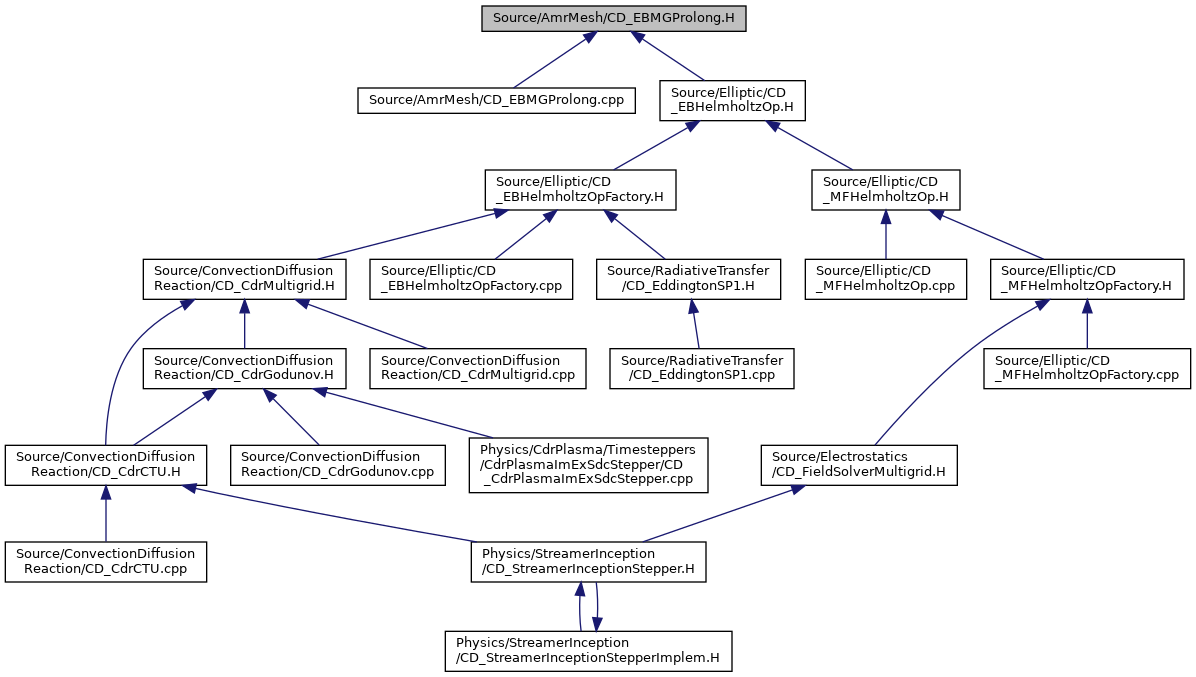 Source/AmrMesh/CD_EBMGProlong.H
Source/AmrMesh/CD_EBMGProlong.cpp
Source/Elliptic/CD
_EBHelmholtzOp.H
Source/Elliptic/CD
_EBHelmholtzOpFactory.H
Source/Elliptic/CD
_MFHelmholtzOp.H
Source/ConvectionDiffusion
Reaction/CD_CdrMultigrid.H
Source/Elliptic/CD
_EBHelmholtzOpFactory.cpp
Source/RadiativeTransfer
/CD_EddingtonSP1.H
Source/Elliptic/CD
_MFHelmholtzOp.cpp
Source/Elliptic/CD
_MFHelmholtzOpFactory.H
Source/ConvectionDiffusion
Reaction/CD_CdrGodunov.H
Source/ConvectionDiffusion
Reaction/CD_CdrMultigrid.cpp
Source/RadiativeTransfer
/CD_EddingtonSP1.cpp
Source/Elliptic/CD
_MFHelmholtzOpFactory.cpp
Source/ConvectionDiffusion
Reaction/CD_CdrCTU.H
Source/ConvectionDiffusion
Reaction/CD_CdrGodunov.cpp
Physics/CdrPlasma/Timesteppers
/CdrPlasmaImExSdcStepper/CD
_CdrPlasmaImExSdcStepper.cpp
Source/Electrostatics
/CD_FieldSolverMultigrid.H
Source/ConvectionDiffusion
Reaction/CD_CdrCTU.cpp
Physics/StreamerInception
/CD_StreamerInceptionStepper.H
Physics/StreamerInception
/CD_StreamerInceptionStepperImplem.H